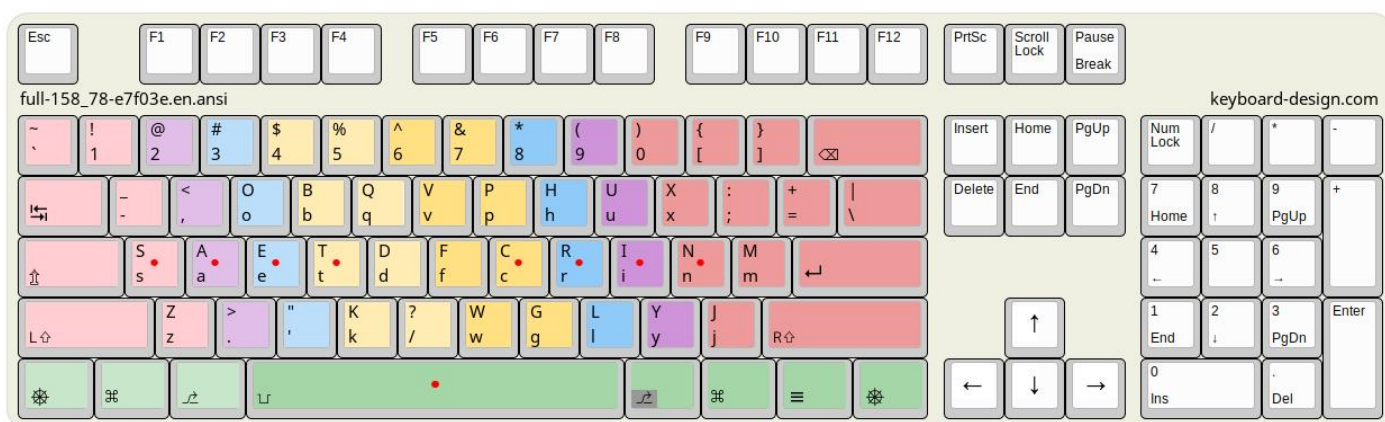 Esc F1 F2 F3 F4 F5 F6 F7 F8 F9 F10 F11 F12 PrtSc Scroll Lock Pause Break
full-158_78-e7f03e.en.ansi keyboard-design.com
~ ! @ # $ % ^ & * ( ) { } Insert Home PgUp Num Lock / * -
` 1 2 3 4 5 6 7 8 9 0 [ ] ⌫
↹ _ < O B Q V P H U X : + | Delete End PgDn 7 8 9 +
- , o b q v p h u x ; = \ Home ↑ PgUp
S A E T D F C R I N M 4 5 6
⇫ s a e t d f c r i n m ↵ ← →
Z > " K ? W G L Y J ↑ 1 2 3 Enter
L⇧ z . ' k / w g l y j R⇧ End ↓ PgDn
⎈ ⌘ ⎇ ⊔ ⎇ ⌘ ≡ ⎈ ← ↓ → 0 .
Ins Del